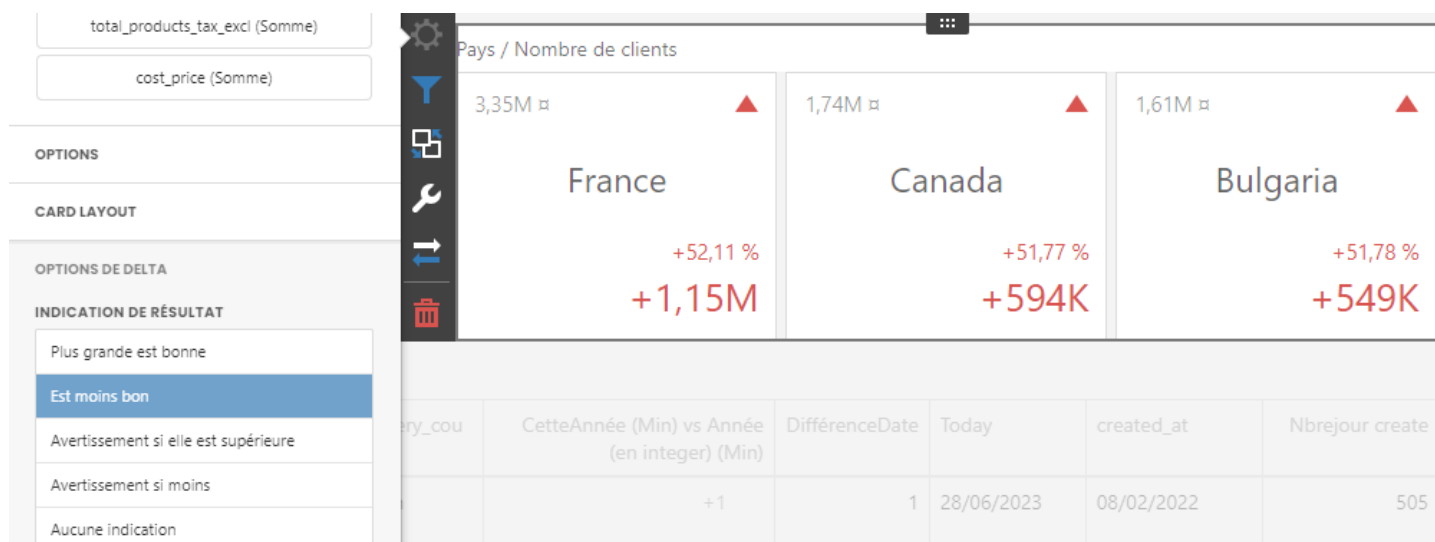 total_products_tax_excl (Somme)
cost_price (Somme)
OPTIONS
CARD LAYOUT
OPTIONS DE DELTA
INDICATION DE RÉSULTAT
Plus grande est bonne
Est moins bon
Avertissement si elle est supérieure
Avertissement si moins
Aucune indication
Pays / Nombre de clients
3,35M ¤
France
+52,11 %
+1,15M
1,74M ¤
Canada
+51,77 %
+594K
1,61M ¤
Bulgaria
+51,78 %
+549K
ery_cou
CetteAnnée (Min) vs Année
(en integer) (Min)
DifférenceDate
Today
created_at
Nbrejour create
+1
1
28/06/2023
08/02/2022
505